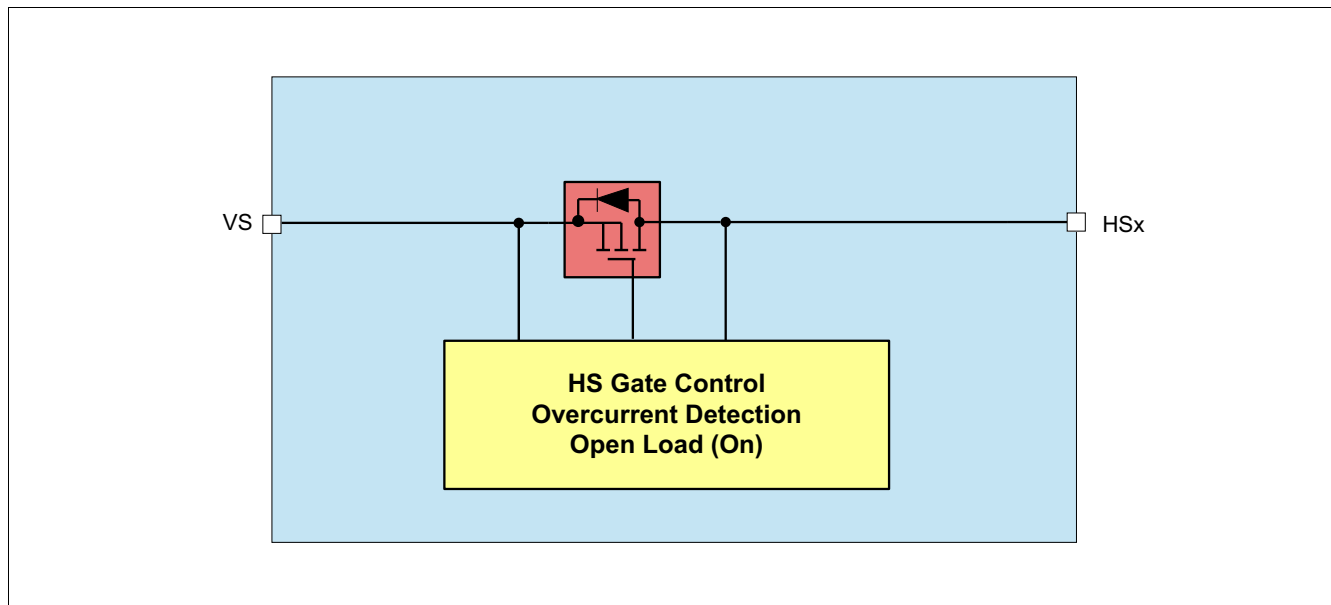 VS
HSx
HS Gate Control
Overcurrent Detection
Open Load (On)